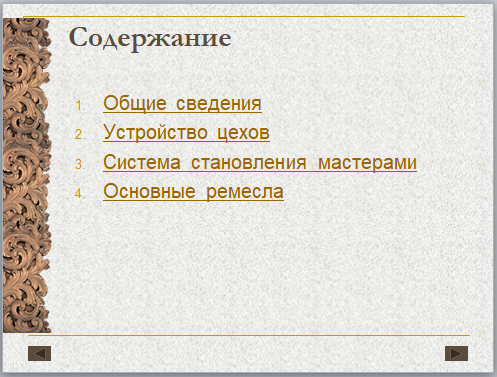 Содержание
1. Общие сведения
2. Устройство цехов
3. Система становления мастерами
4. Основные ремесла